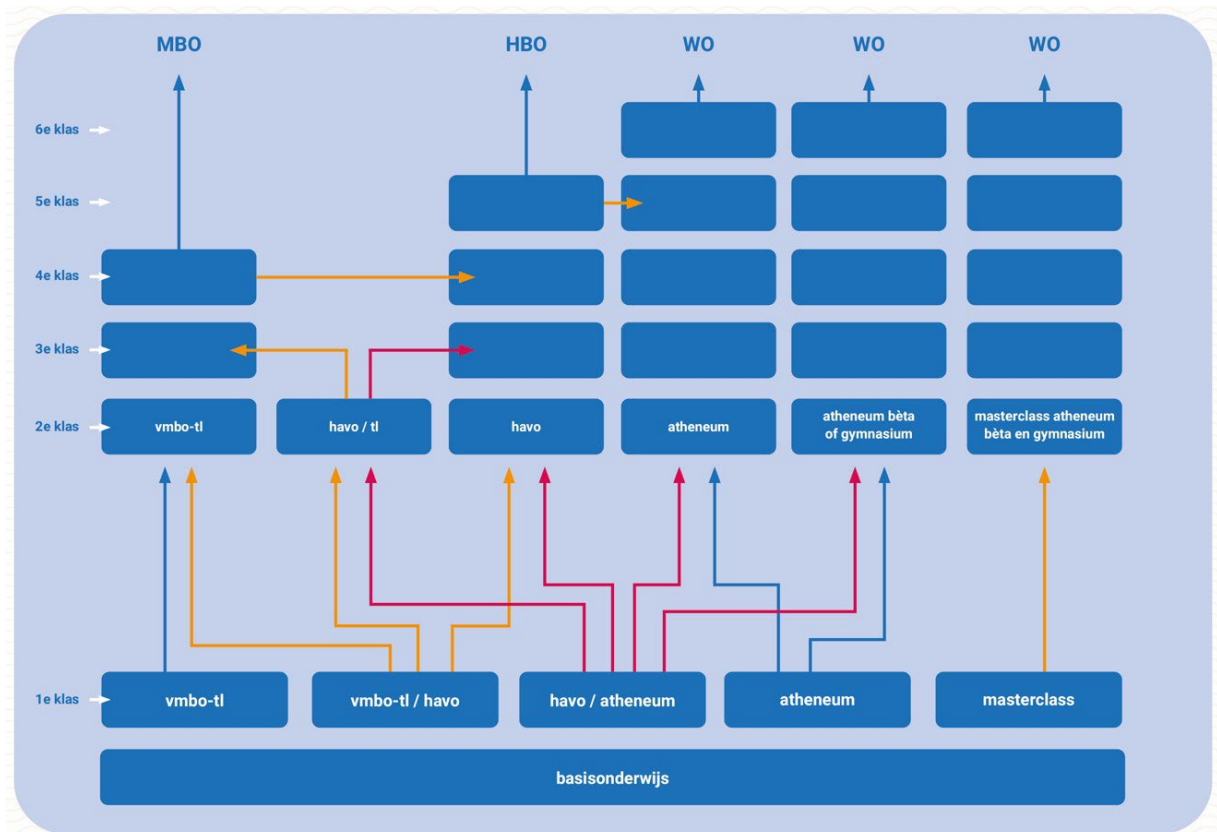 MBO HBO WO WO WO
6e klas
5e klas
4e klas
3e klas
2e klas
vmbo-tl
havo / tl
havo
atheneum
atheneum bèta
of gymnasium
masterclass atheneum
bèta en gymnasium
1e klas
vmbo-tl
vmbo-tl / havo
havo / atheneum
atheneum
masterclass
basisonderwijs